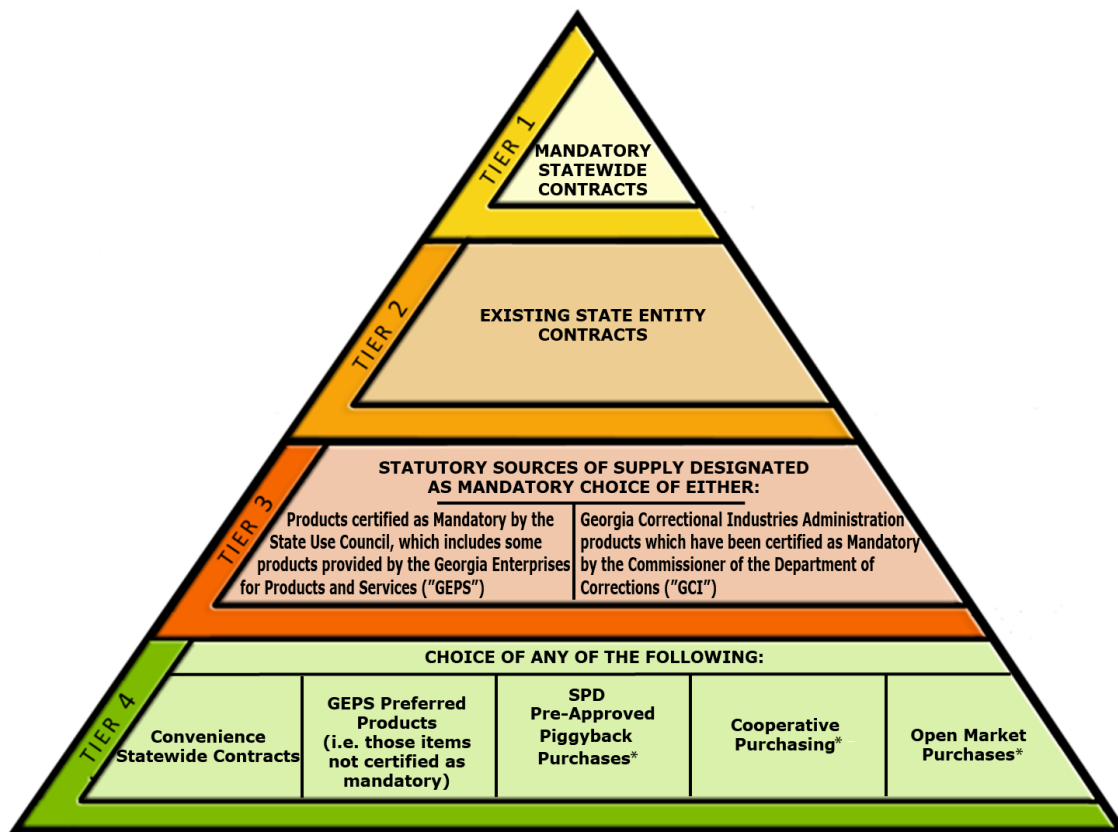 TIER 1
MANDATORY
STATEWIDE
CONTRACTS
TIER 2
EXISTING STATE ENTITY
CONTRACTS
TIER 3
STATUTORY SOURCES OF SUPPLY DESIGNATED
AS MANDATORY CHOICE OF EITHER:
Products certified as Mandatory by the
State Use Council, which includes some
products provided by the Georgia Enterprises
for Products and Services ("GEPS")
Georgia Correctional Industries Administration
products which have been certified as Mandatory
by the Commissioner of the Department of
Corrections ("GCI")
TIER 4
CHOICE OF ANY OF THE FOLLOWING:
Convenience
Statewide Contracts
GEPS Preferred
Products
(i.e. those items
not certified as
mandatory)
SPD
Pre-Approved
Piggyback
Purchases*
Cooperative
Purchasing*
Open Market
Purchases*